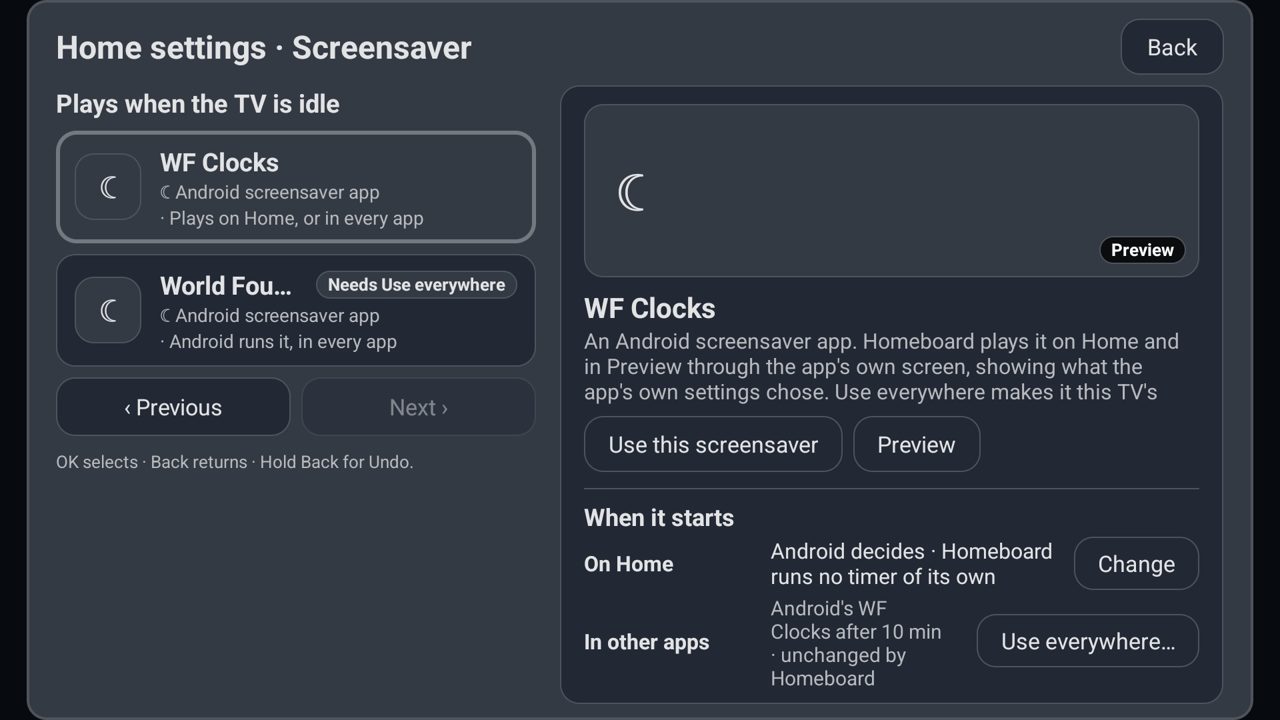 Home settings · Screensaver
Back
Plays when the TV is idle
WF Clocks
☾ Android screensaver app
· Plays on Home, or in every app
World Fou…
Needs Use everywhere
☾ Android screensaver app
· Android runs it, in every app
‹ Previous
Next ›
OK selects · Back returns · Hold Back for Undo.
Preview
WF Clocks
An Android screensaver app. Homeboard plays it on Home and
in Preview through the app's own screen, showing what the
app's own settings chose. Use everywhere makes it this TV's
Use this screensaver
Preview
When it starts
On Home
Android decides · Homeboard
runs no timer of its own
Change
In other apps
Android's WF
Clocks after 10 min
· unchanged by
Homeboard
Use everywhere…